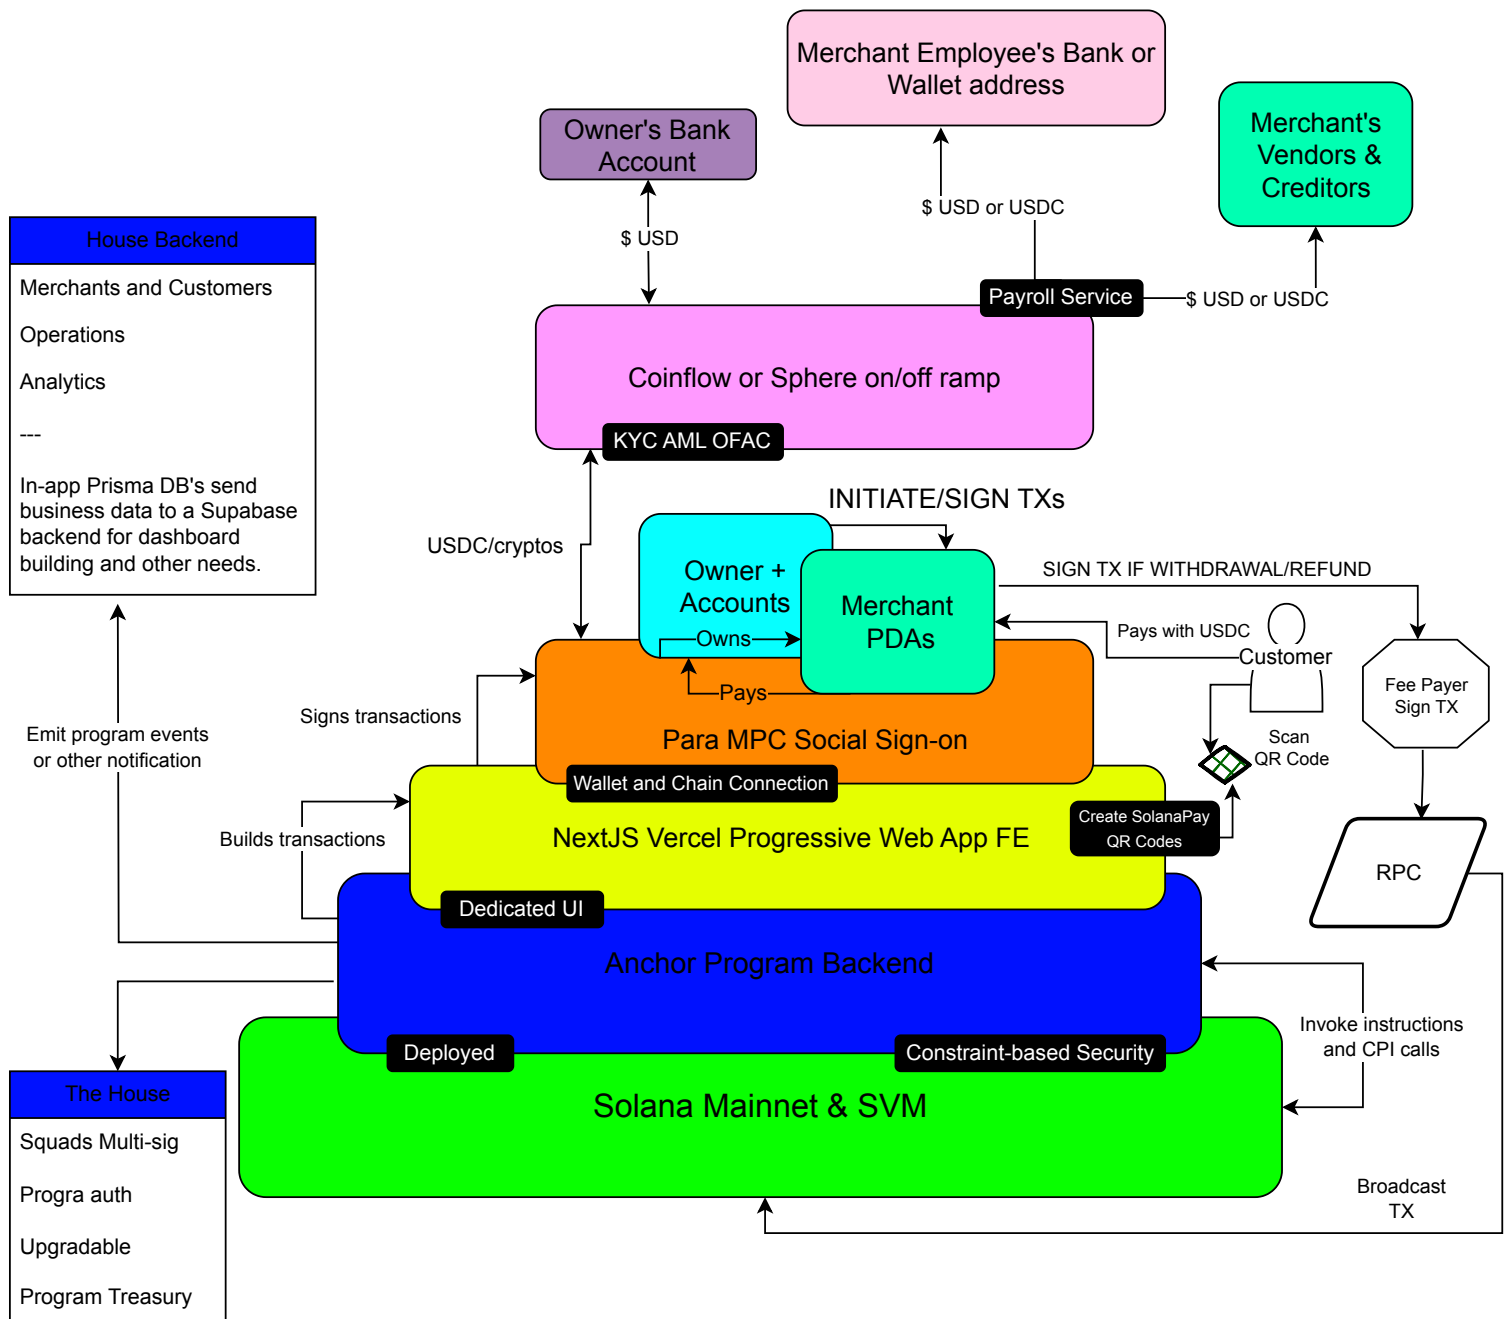 Merchant Employee's Bank or
Wallet address
Owner's Bank
Account
Merchant's
Vendors &
Creditors
$ USD or USDC
$ USD
Payroll Service
$ USD or USDC
House Backend
Merchants and Customers
Operations
Analytics
---
In-app Prisma DB's send
business data to a Supabase
backend for dashboard
building and other needs.
Coinflow or Sphere on/off ramp
KYC AML OFAC
INITIATE/SIGN TXs
USDC/cryptos
Owner +
Accounts
Merchant
PDAs
Owns
Pays
SIGN TX IF WITHDRAWAL/REFUND
Pays with USDC
Customer
Fee Payer
Sign TX
Scan
QR Code
Signs transactions
Para MPC Social Sign-on
Wallet and Chain Connection
Emit program events
or other notification
Builds transactions
NextJS Vercel Progressive Web App FE
Create SolanaPay
QR Codes
RPC
Dedicated UI
Anchor Program Backend
Deployed
Constraint-based Security
Invoke instructions
and CPI calls
Solana Mainnet & SVM
Broadcast
TX
The House
Squads Multi-sig
Progra auth
Upgradable
Program Treasury